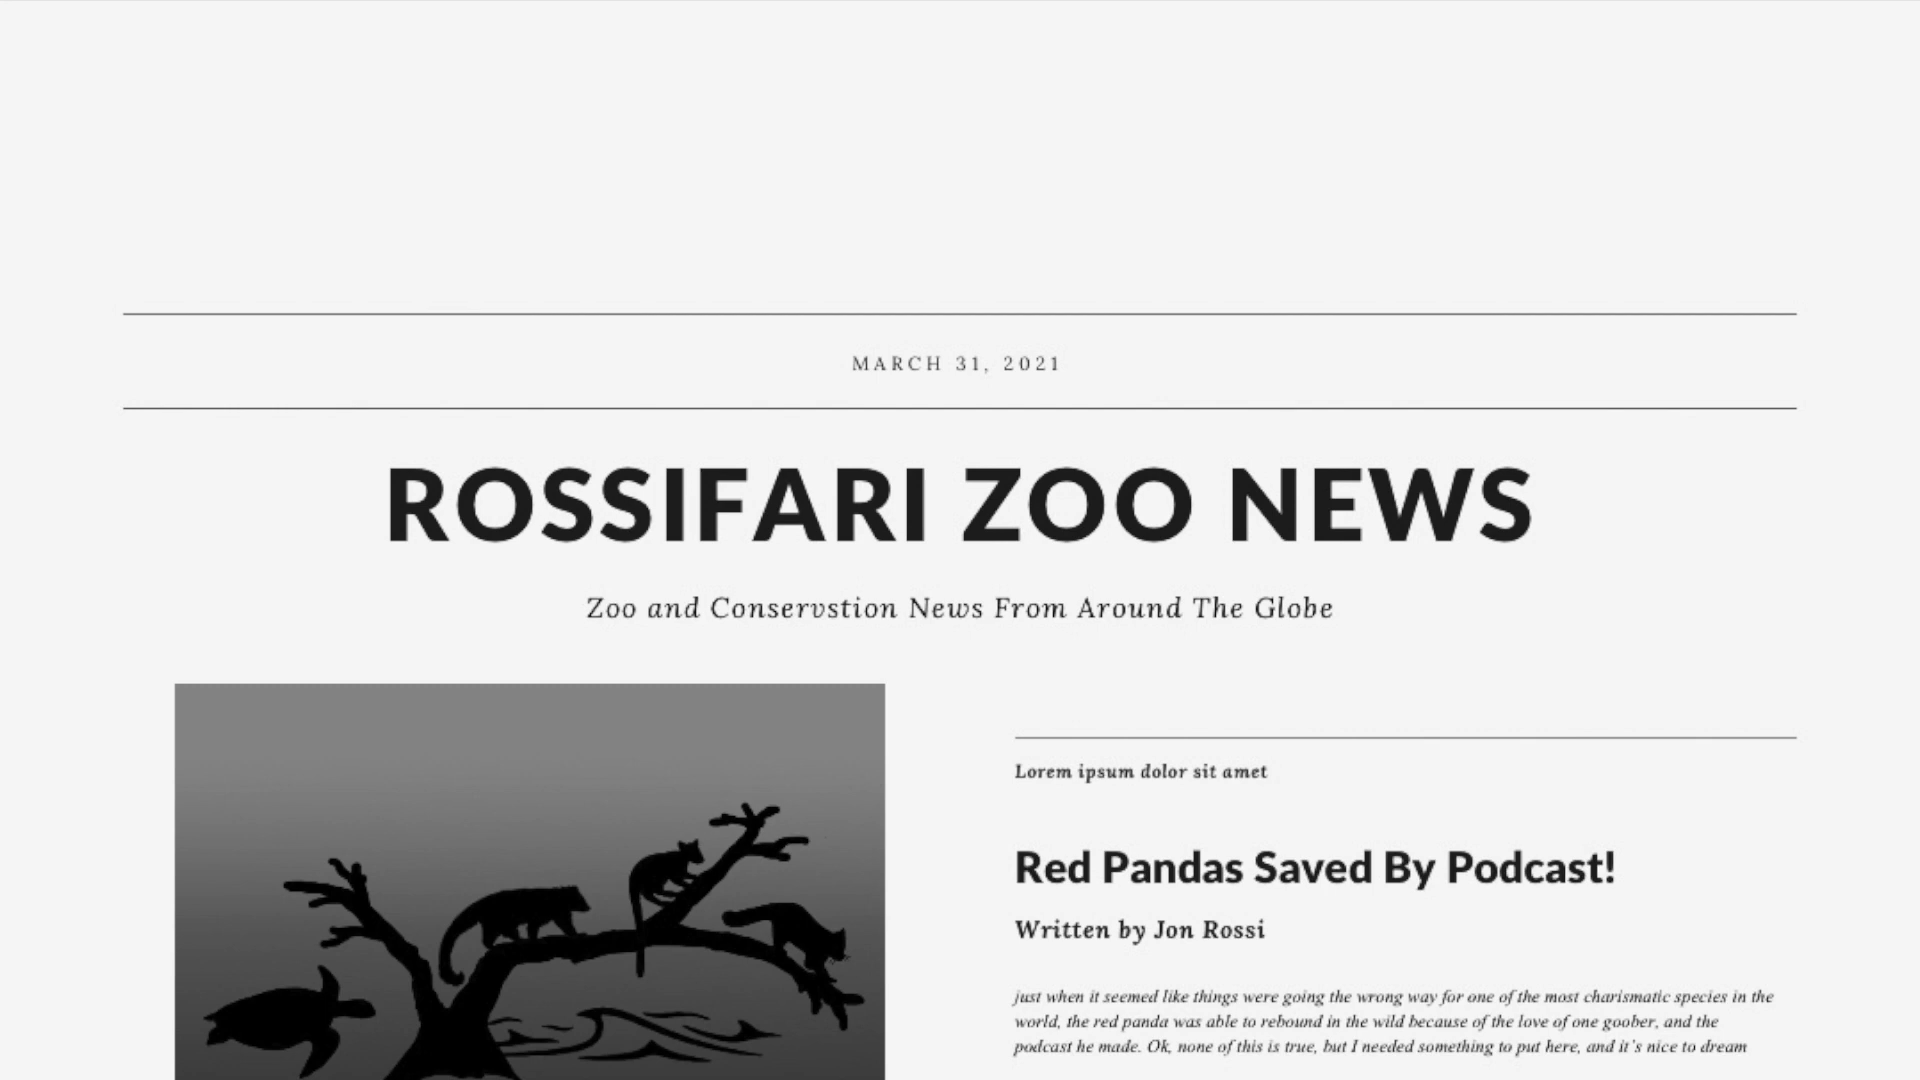 MARCH 31, 2021
ROSSIFARI ZOO NEWS
Zoo and Conservstion News From Around The Globe
Lorem ipsum dolor sit amet
Red Pandas Saved By Podcast!
Written by Jon Rossi
just when it seemed like things were going the wrong way for one of the most charismatic species in the
world, the red panda was able to rebound in the wild because of the love of one goober, and the
podcast he made. Ok, none of this is true, but I needed something to put here, and it's nice to dream